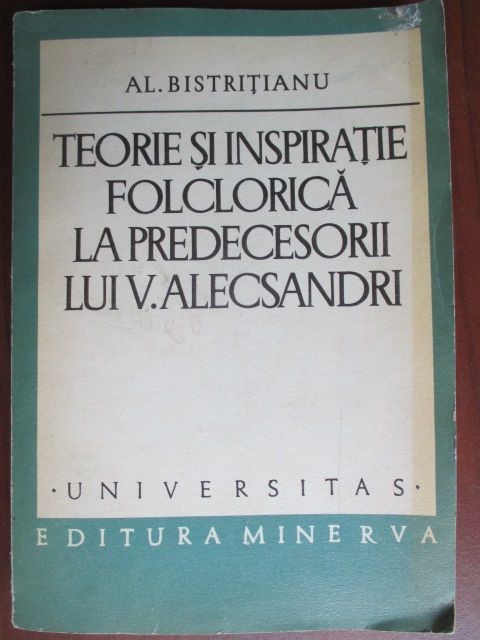 AL. BISTRIȚIANU
TEORIE ȘI INSPIRAȚIE
FOLCLORICĂ
LA PREDECESORII
LUI V. ALECSANDRI
· UNIVERSITAS ·
EDITURA MINERVA